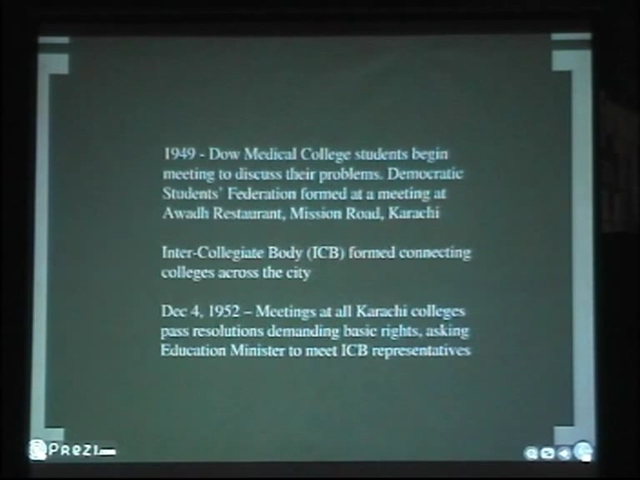 1949 - Dow Medical College students begin
meeting to discuss their problems. Democratic
Students' Federation formed at a meeting at
Awadh Restaurant, Mission Road, Karachi
Inter-Collegiate Body (ICB) formed connecting
colleges across the city
Dec 4, 1952 – Meetings at all Karachi colleges
pass resolutions demanding basic rights, asking
Education Minister to meet ICB representatives
PREZI